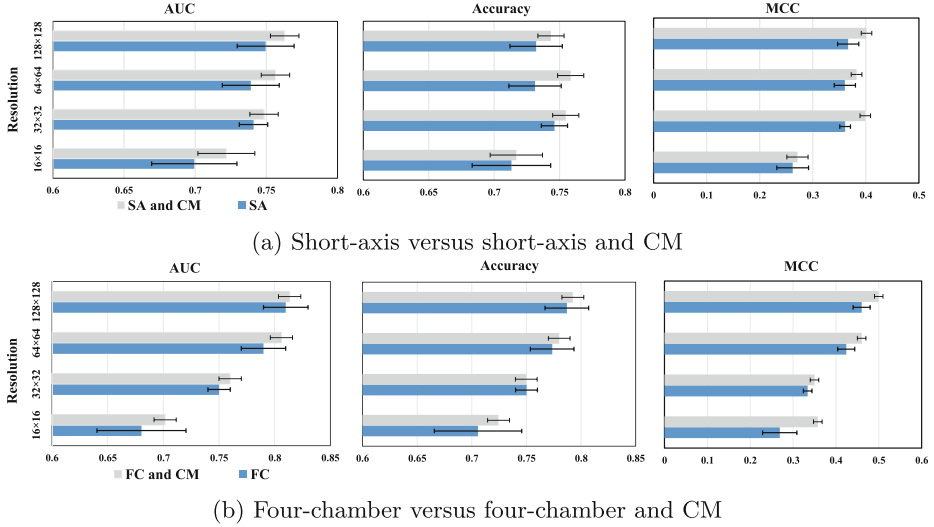 AUC Accuracy MCC
Resolution
128×128
64×64
32×32
16×16
0.6 0.65 0.7 0.75 0.8
0.6 0.65 0.7 0.75 0.8
0 0.1 0.2 0.3 0.4 0.5
SA and CM SA
(a) Short-axis versus short-axis and CM
AUC Accuracy MCC
Resolution
128×128
64×64
32×32
16×16
0.6 0.65 0.7 0.75 0.8 0.85
0.6 0.65 0.7 0.75 0.8 0.85
0 0.1 0.2 0.3 0.4 0.5 0.6
FC and CM FC
(b) Four-chamber versus four-chamber and CM